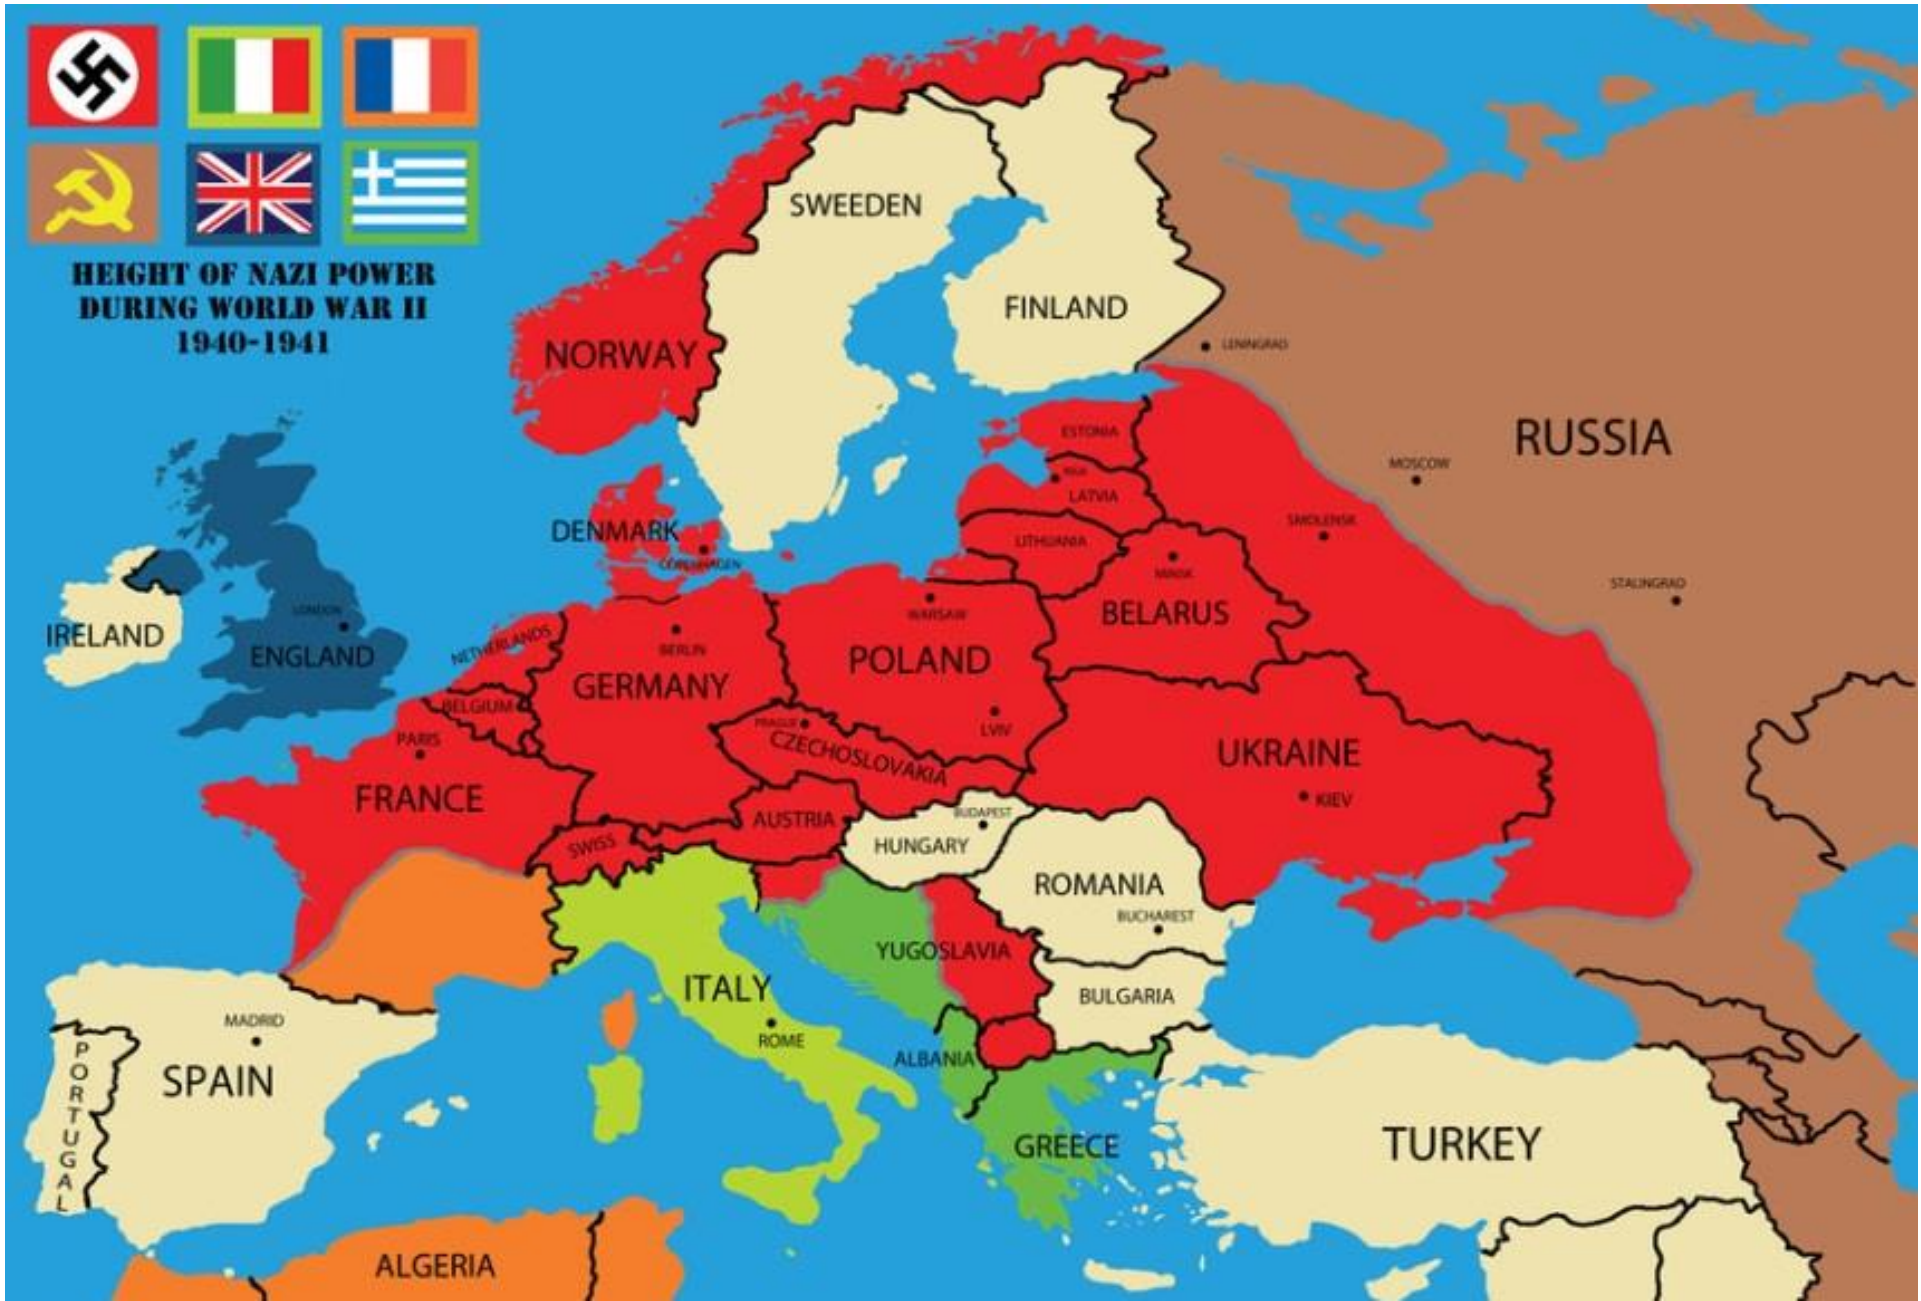 HEIGHT OF NAZI POWER
DURING WORLD WAR II
1940-1941
SWEEDEN
FINLAND
NORWAY
LENINGRAD
RUSSIA
ESTONIA
MOSCOW
RIGA
LATVIA
SMOLENSK
DENMARK
COPENHAGEN
LITHUANIA
MINSK
STALINGRAD
LONDON
IRELAND
ENGLAND
NETHERLANDS
BERLIN
WARSAW
BELARUS
GERMANY
POLAND
BELGIUM
PARIS
PRAGUE
LVIV
CZECHOSLOVAKIA
UKRAINE
KIEV
FRANCE
AUSTRIA
BUDAPEST
SWISS
HUNGARY
ROMANIA
BUCHAREST
YUGOSLAVIA
ITALY
BULGARIA
MADRID
ROME
PORTUGAL
SPAIN
ALBANIA
GREECE
TURKEY
ALGERIA